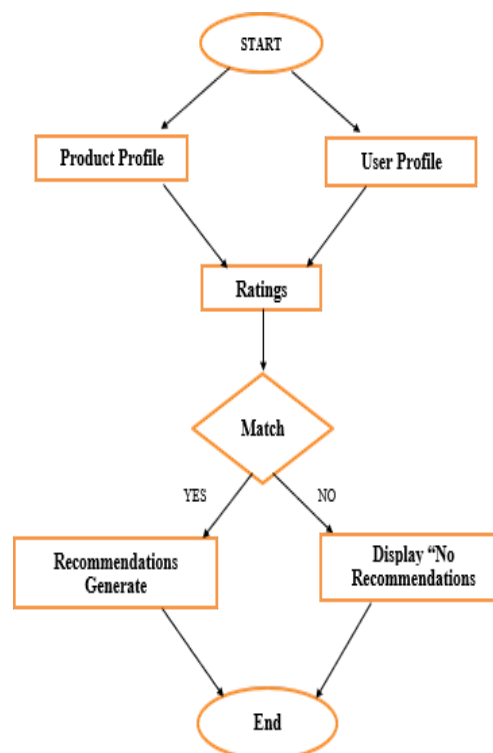 START
Product Profile
User Profile
Ratings
Match
YES
NO
Recommendations
Generate
Display “No
Recommendations
End